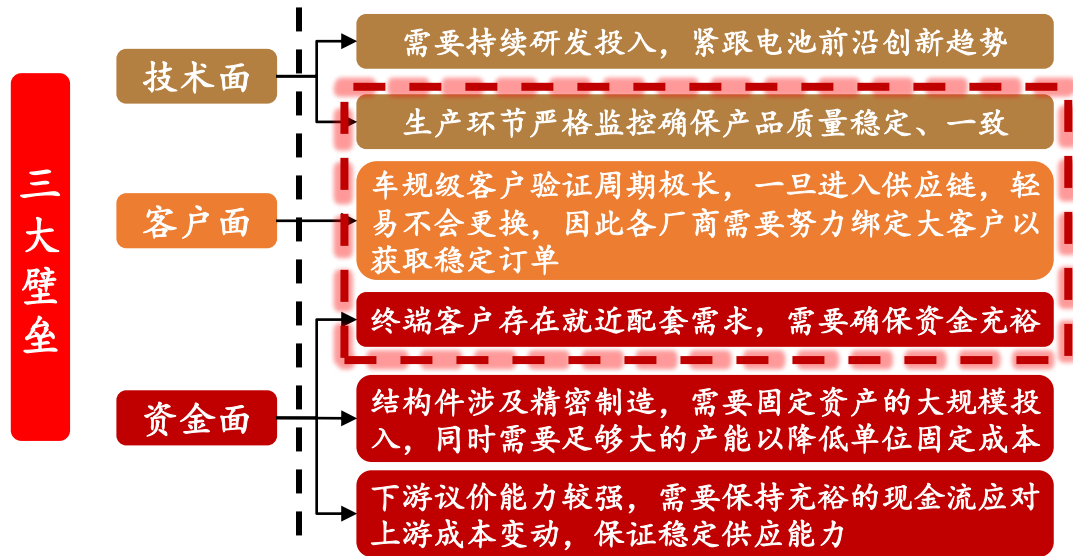 三大壁垒
技术面
需要持续研发投入，紧跟电池前沿创新趋势
生产环节严格监控确保产品质量稳定、一致
客户面
车规级客户验证周期极长，一旦进入供应链，轻
易不会更换，因此各厂商需要努力绑定大客户以
获取稳定订单
资金面
终端客户存在就近配套需求，需要确保资金充裕
结构件涉及精密制造，需要固定资产的大规模投
入，同时需要足够大的产能以降低单位固定成本
下游议价能力较强，需要保持充裕的现金流应对
上游成本变动，保证稳定供应能力